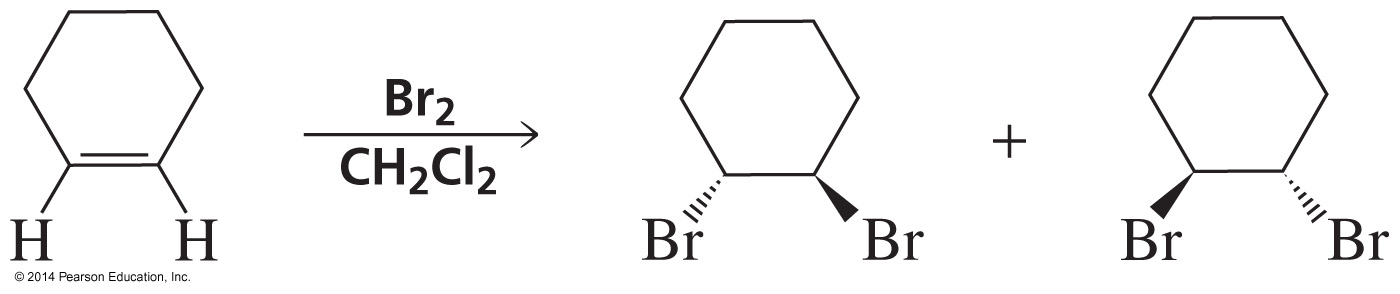 Br2
CH2Cl2
+
H H
Br Br
Br Br
© 2014 Pearson Education, Inc.